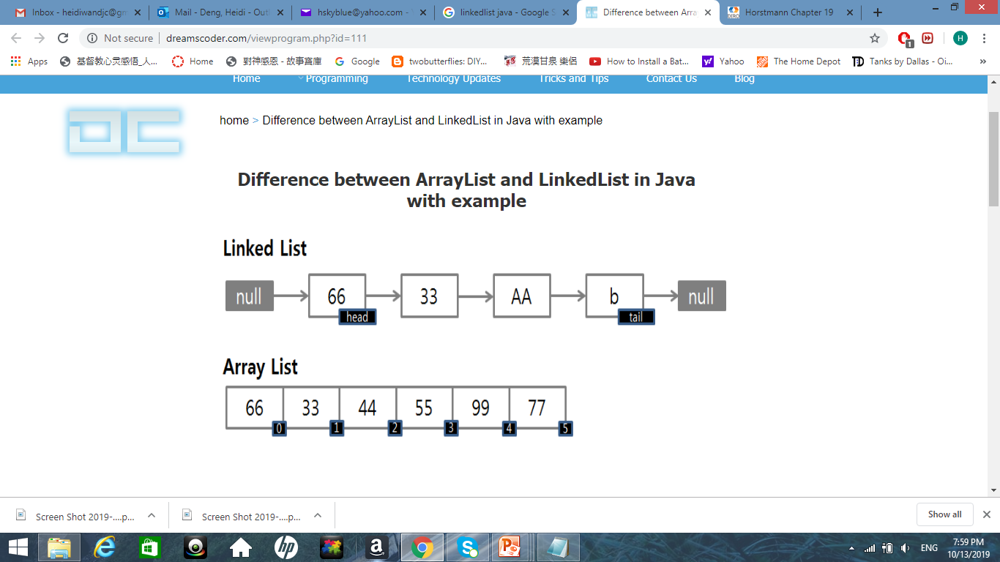 Inbox - heidiwandjc@gm
Mail - Deng, Heidi - Outl
hskyblue@yahoo.com -
linkedlist java - Google S
Difference between Arra
Horstmann Chapter 19
Not secure
dreamscoder.com/viewprogram.php?id=111
H
1
Apps
基督教心灵感悟_人...
Home
對神感恩 - 故事寶庫
Google
twobutterflies: DIY...
荒漠甘泉 樂侶
How to Install a Bat...
Yahoo
The Home Depot
Tanks by Dallas - Oi...
»
Home
Programming
Technology Updates
Tricks and Tips
Contact Us
Blog
DC
home > Difference between ArrayList and LinkedList in Java with example
Difference between ArrayList and LinkedList in Java
with example
Linked List
null 66 33 AA b null
head tail
Array List
66 33 44 55 99 77
0 1 2 3 4 5
Screen Shot 2019-....p...
Screen Shot 2019-....p...
Show all
ENG
7:59 PM
10/13/2019